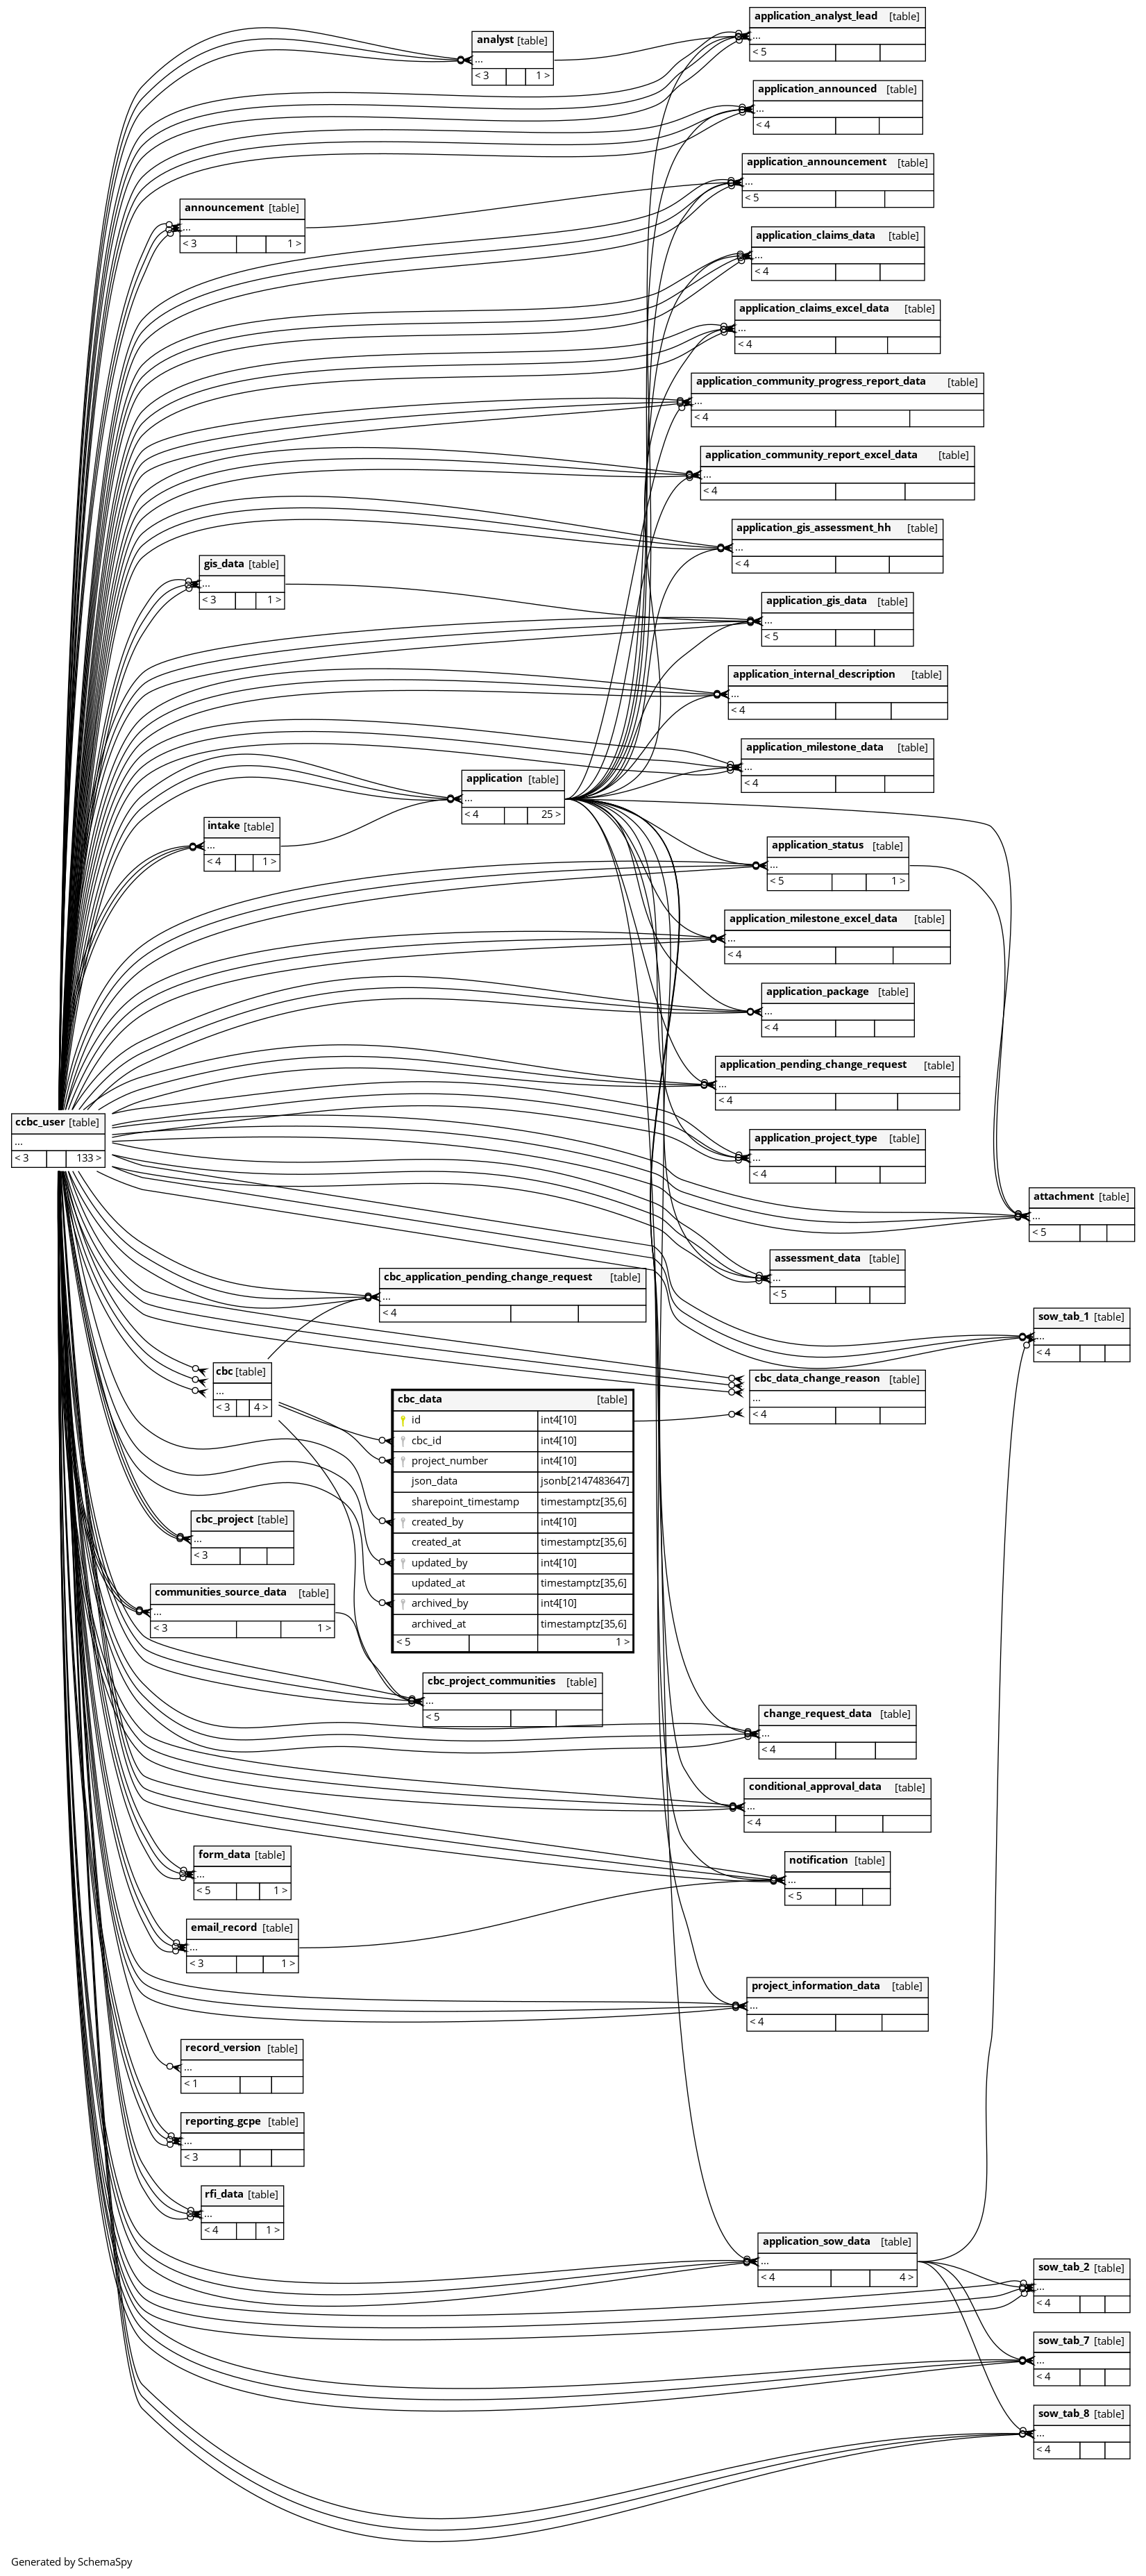 application_analyst_lead [table]
...
< 5
analyst [table]
...
< 3 1 >
application_announced [table]
...
< 4
application_announcement [table]
...
< 5
announcement [table]
...
< 3 1 >
application_claims_data [table]
...
< 4
application_claims_excel_data [table]
...
< 4
application_community_progress_report_data [table]
...
< 4
application_community_report_excel_data [table]
...
< 4
application_gis_assessment_hh [table]
...
< 4
gis_data [table]
...
< 3 1 >
application_gis_data [table]
...
< 5
application_internal_description [table]
...
< 4
application_milestone_data [table]
...
< 4
application [table]
...
< 4 25 >
intake [table]
...
< 4 1 >
application_status [table]
...
< 5 1 >
application_milestone_excel_data [table]
...
< 4
application_package [table]
...
< 4
application_pending_change_request [table]
...
< 4
ccbc_user [table]
...
< 3 133 >
application_project_type [table]
...
< 4
attachment [table]
...
< 5
assessment_data [table]
...
< 5
cbc_application_pending_change_request [table]
...
< 4
sow_tab_1 [table]
...
< 4
cbc [table]
...
< 3 4 >
cbc_data_change_reason [table]
...
< 4
cbc_data [table]
id int4[10]
cbc_id int4[10]
project_number int4[10]
json_data jsonb[2147483647]
sharepoint_timestamp timestamptz[35,6]
created_by int4[10]
created_at timestamptz[35,6]
updated_by int4[10]
updated_at timestamptz[35,6]
archived_by int4[10]
archived_at timestamptz[35,6]
< 5 1 >
cbc_project [table]
...
< 3
communities_source_data [table]
...
< 3 1 >
cbc_project_communities [table]
...
< 5
change_request_data [table]
...
< 4
conditional_approval_data [table]
...
< 4
form_data [table]
...
< 5 1 >
notification [table]
...
< 5
email_record [table]
...
< 3 1 >
project_information_data [table]
...
< 4
record_version [table]
...
< 1
reporting_gcpe [table]
...
< 3
rfi_data [table]
...
< 4 1 >
application_sow_data [table]
...
< 4 4 >
sow_tab_2 [table]
...
< 4
sow_tab_7 [table]
...
< 4
sow_tab_8 [table]
...
< 4
Generated by SchemaSpy